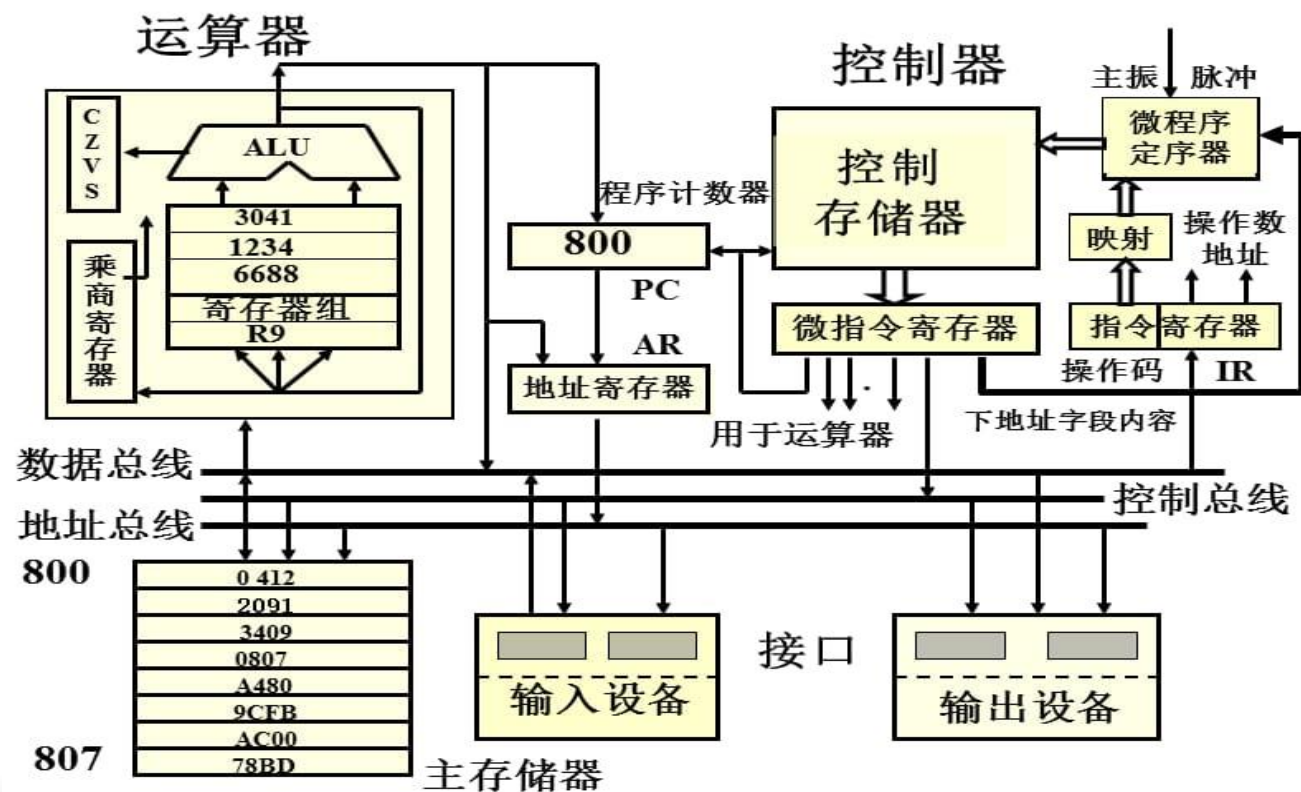 运算器
控制器
主振 脉冲
C
Z
V
S
ALU
3041
1234
6688
寄存器组
R9
乘
商
寄
存
器
程序计数器
800
PC
AR
地址寄存器
控制
存储器
微指令寄存器
用于运算器
微程序
定序器
映射
操作数
地址
指令寄存器
操作码
IR
下地址字段内容
数据总线
控制总线
地址总线
800
0 412
2091
3409
0807
A480
9CFB
AC00
807
78BD
主存储器
输入设备
接口
输出设备